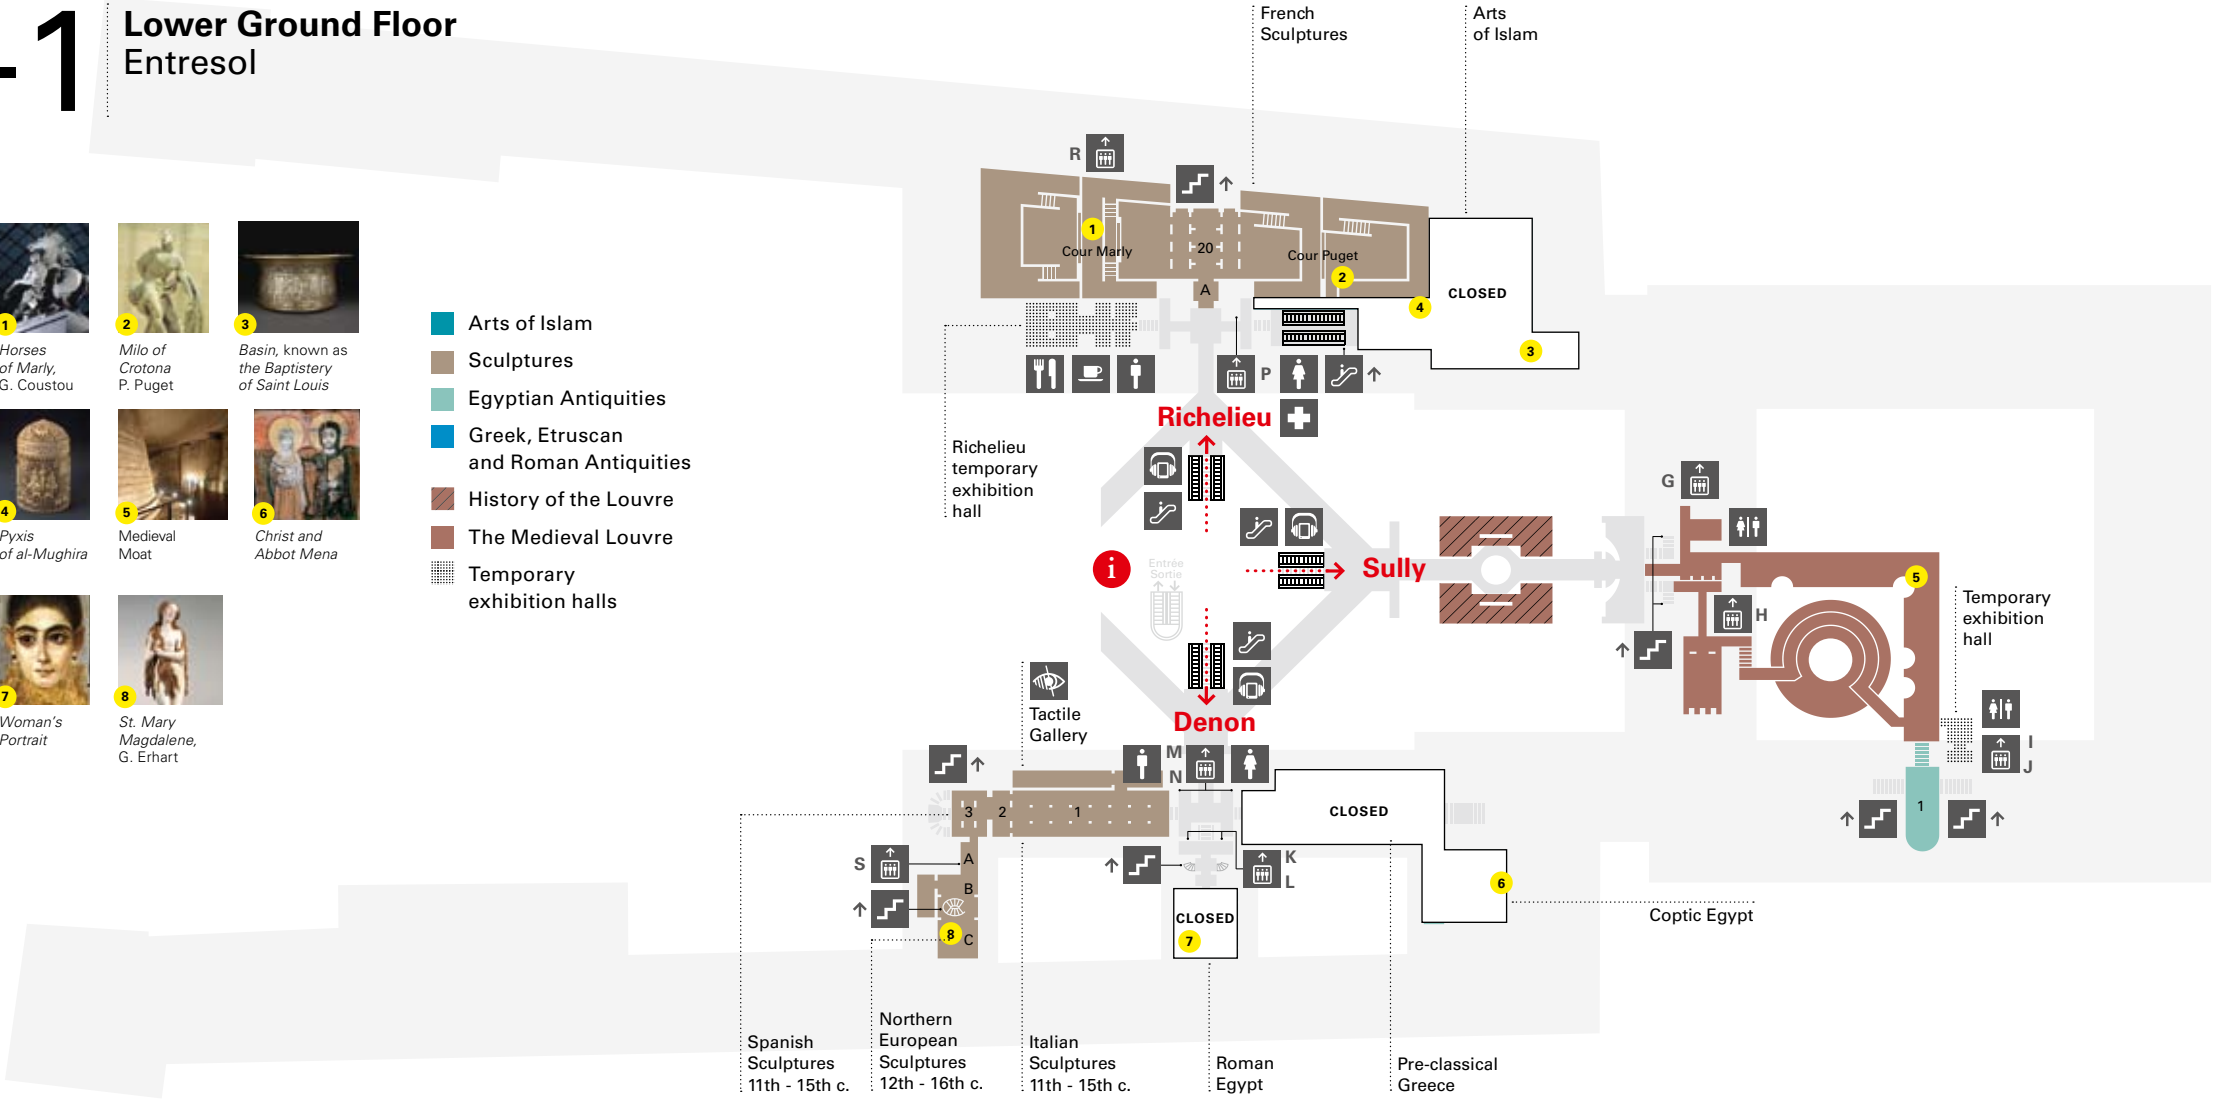 -1
Lower Ground Floor
Entresol
French
Sculptures
Arts
of Islam
R
1
Cour Marly
20
Cour Puget
2
A
CLOSED
4
3
P
Richelieu
Richelieu
temporary
exhibition
hall
1
Horses
of Marly,
G. Coustou
2
Milo of
Crotona
P. Puget
3
Basin, known as
the Baptistery
of Saint Louis
4
Pyxis
of al-Mughira
5
Medieval
Moat
6
Christ and
Abbot Mena
7
Woman's
Portrait
8
St. Mary
Magdalene,
G. Erhart
Arts of Islam
Sculptures
Egyptian Antiquities
Greek, Etruscan
and Roman Antiquities
History of the Louvre
The Medieval Louvre
Temporary
exhibition halls
i
Entrée
Sortie
Sully
G
5
H
Temporary
exhibition
hall
I
J
1
Denon
Tactile
Gallery
M
N
3
2
1
CLOSED
S
A
B
8
C
K
L
CLOSED
7
6
Coptic Egypt
Spanish
Sculptures
11th - 15th c.
Northern
European
Sculptures
12th - 16th c.
Italian
Sculptures
11th - 15th c.
Roman
Egypt
Pre-classical
Greece